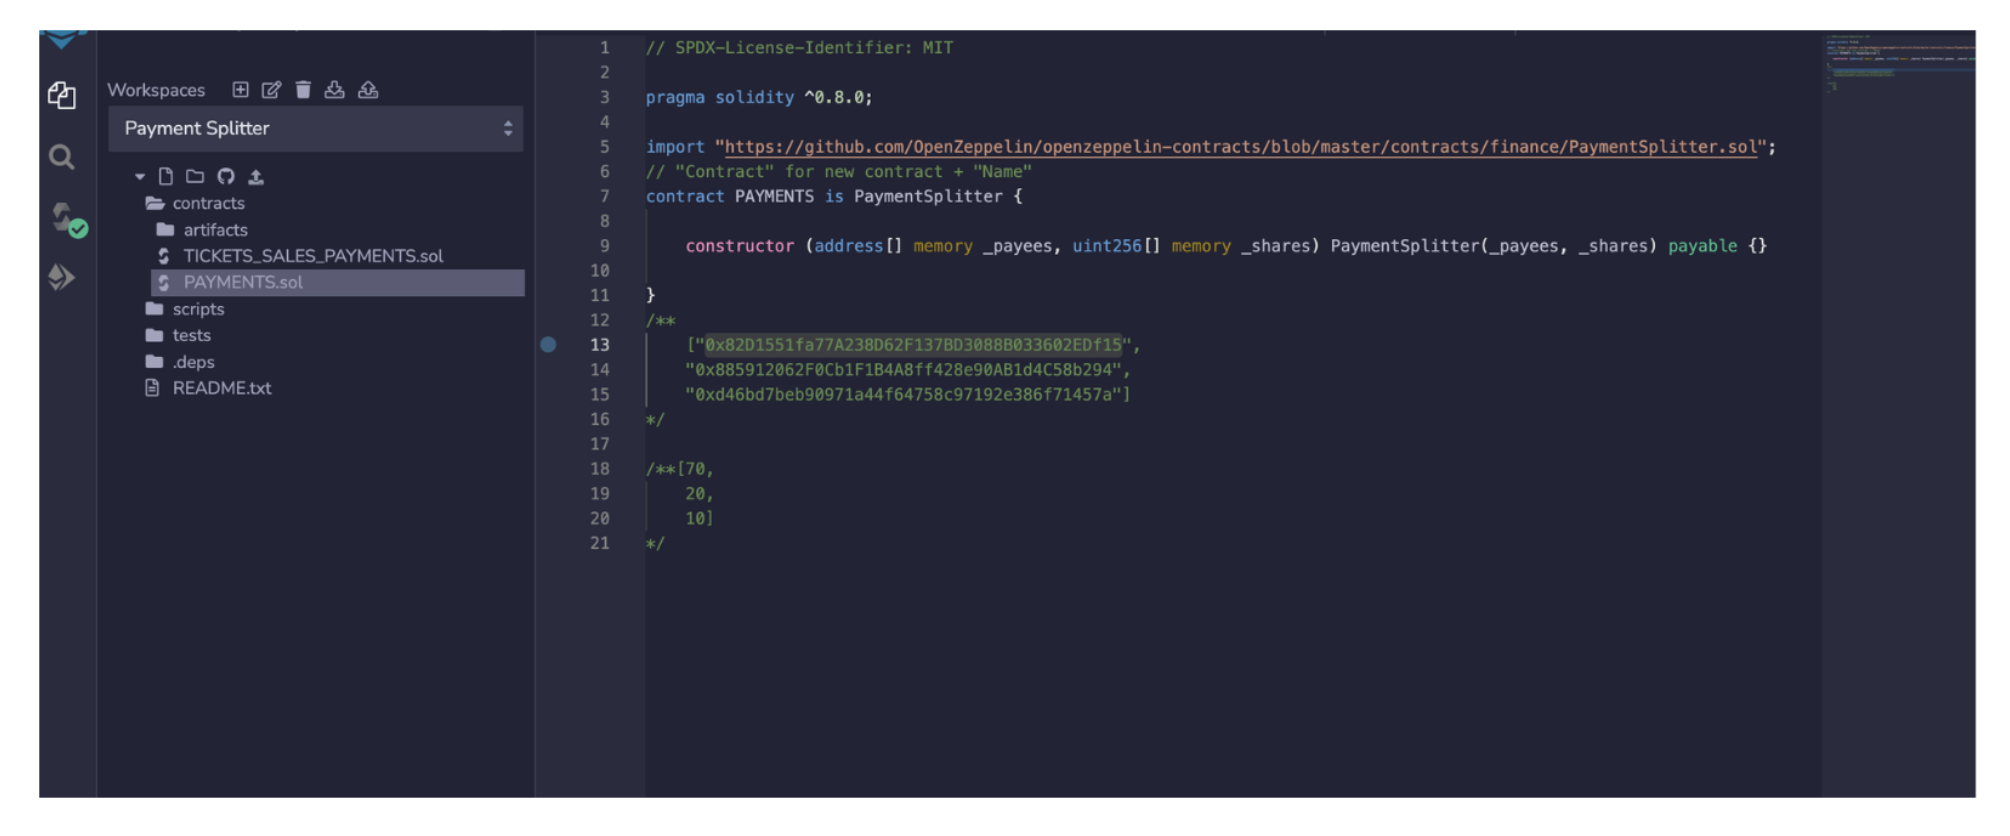 Workspaces
Payment Splitter
contracts
artifacts
TICKETS_SALES_PAYMENTS.sol
PAYMENTS.sol
scripts
tests
.deps
README.txt
1 // SPDX-License-Identifier: MIT
2
3 pragma solidity ^0.8.0;
4
5 import "https://github.com/OpenZeppelin/openzeppelin-contracts/blob/master/contracts/finance/PaymentSplitter.sol";
6 // "Contract" for new contract + "Name"
7 contract PAYMENTS is PaymentSplitter {
8
9 constructor (address[] memory _payees, uint256[] memory _shares) PaymentSplitter(_payees, _shares) payable {}
10
11 }
12 /**
13 ["0x82D1551fa77A238D62F137BD3088B033602EDf15",
14 "0x885912062F0Cb1F1B4A8ff428e90AB1d4C58b294",
15 "0xd46bd7beb90971a44f64758c97192e386f71457a"]
16 */
17
18 /**[70,
19 20,
20 10]
21 */